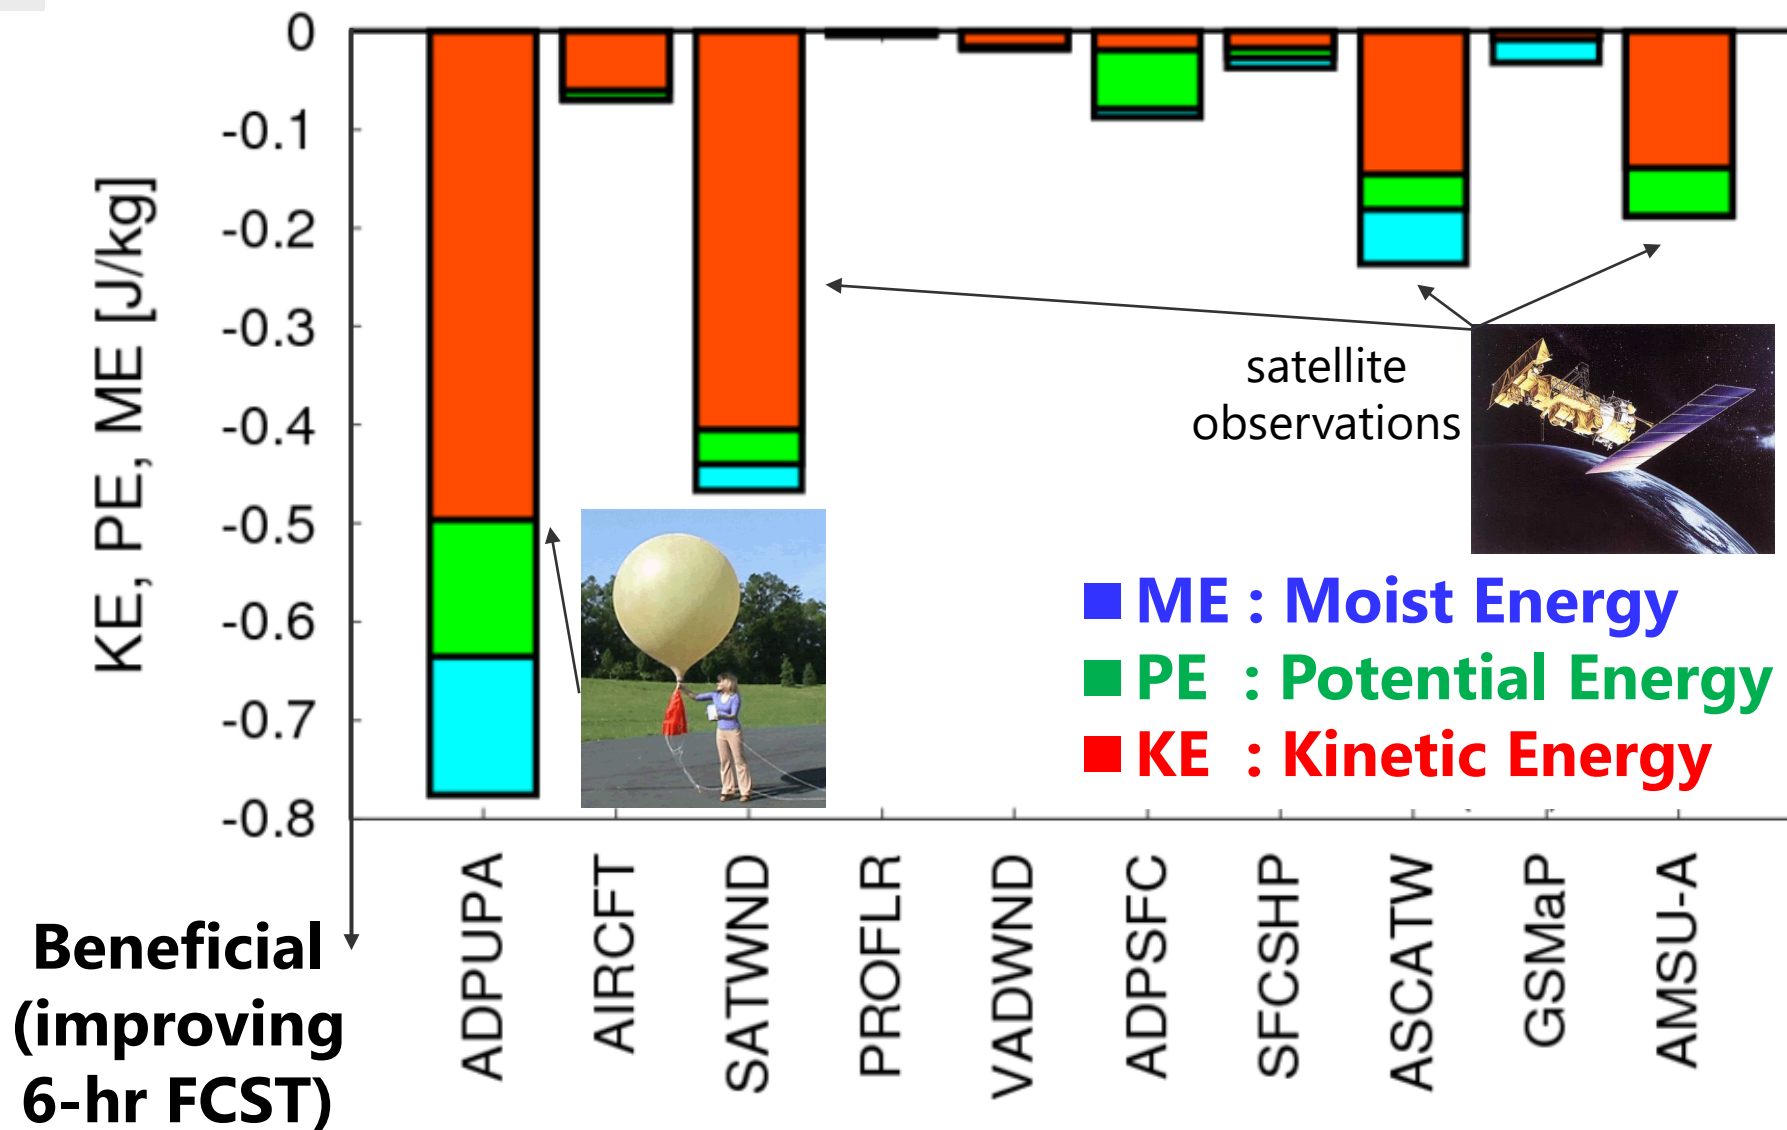 0
-0.1
-0.2
-0.3
-0.4
-0.5
-0.6
-0.7
-0.8
KE, PE, ME [J/kg]
satellite
observations
ME : Moist Energy
PE : Potential Energy
KE : Kinetic Energy
ADPUPA
AIRCFT
SATWND
PROFLR
VADWND
ADPSFC
SFCSHP
ASCATW
GSMaP
AMSU-A
Beneficial
(improving
6-hr FCST)